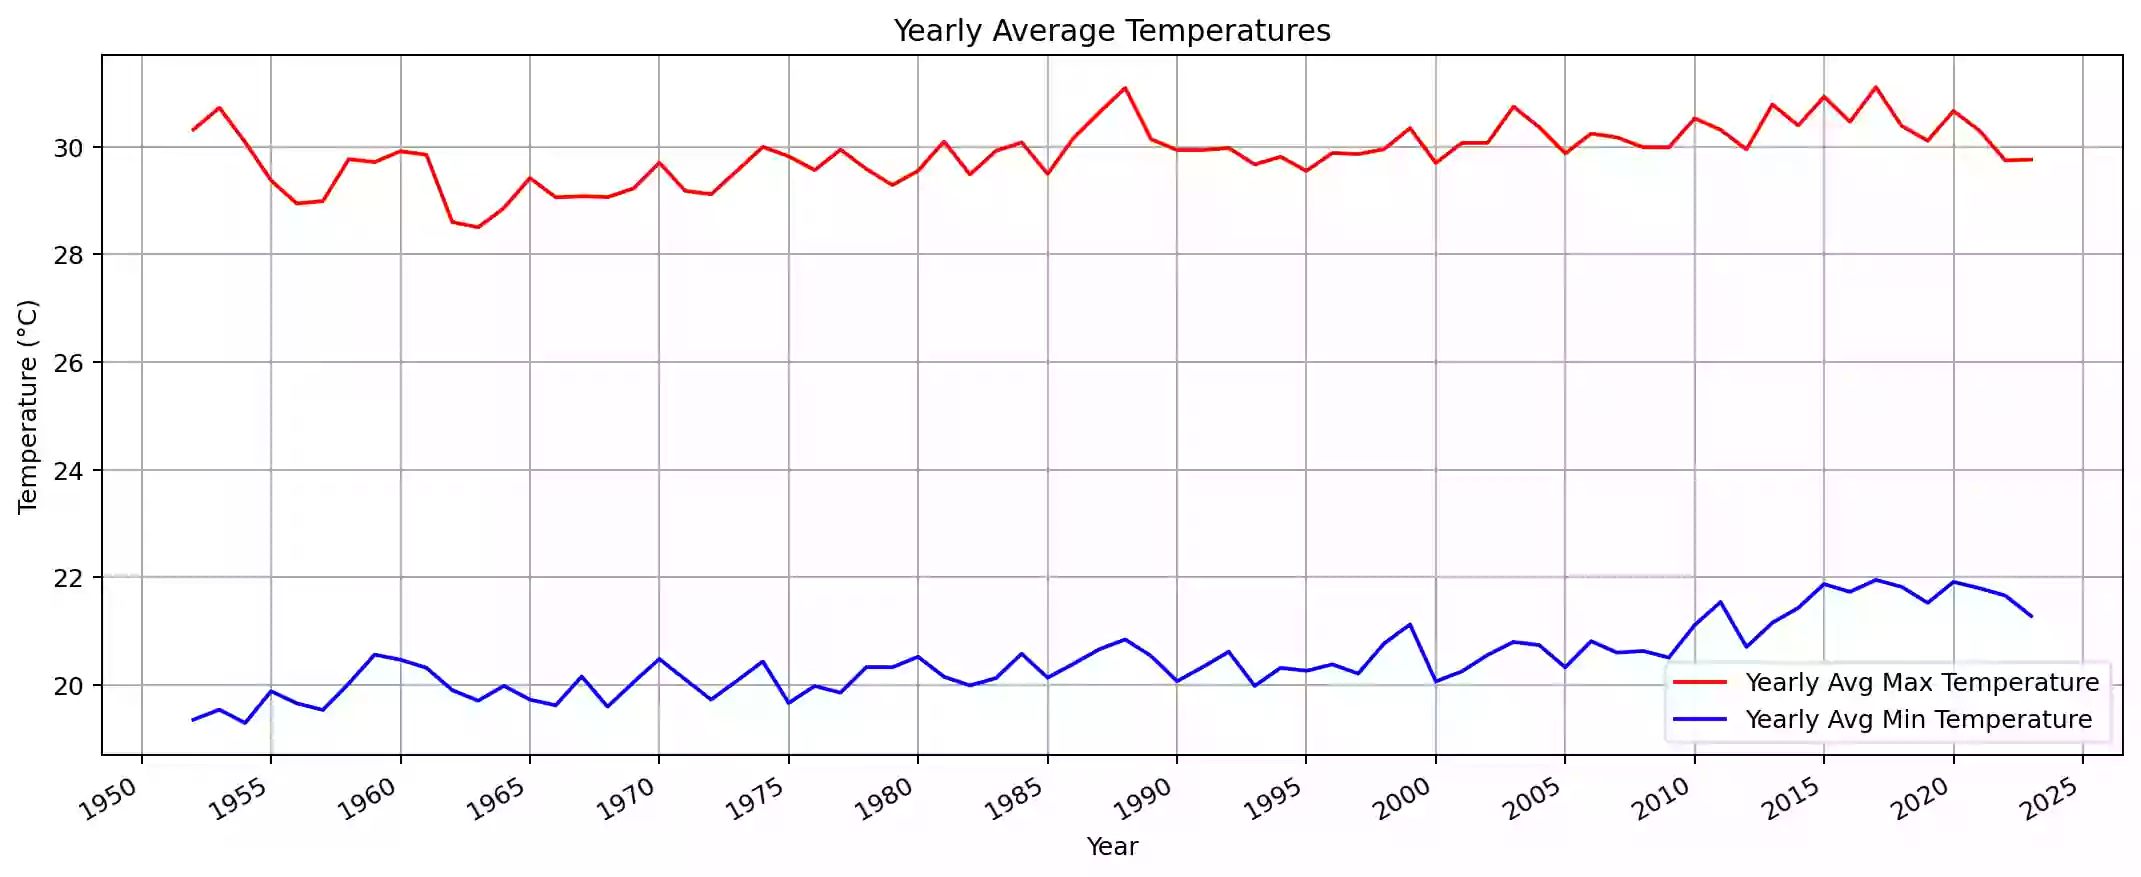 Yearly Average Temperatures
Temperature (°C)
30
28
26
24
22
20
Yearly Avg Max Temperature
Yearly Avg Min Temperature
1950 1955 1960 1965 1970 1975 1980 1985 1990 1995 2000 2005 2010 2015 2020 2025
Year